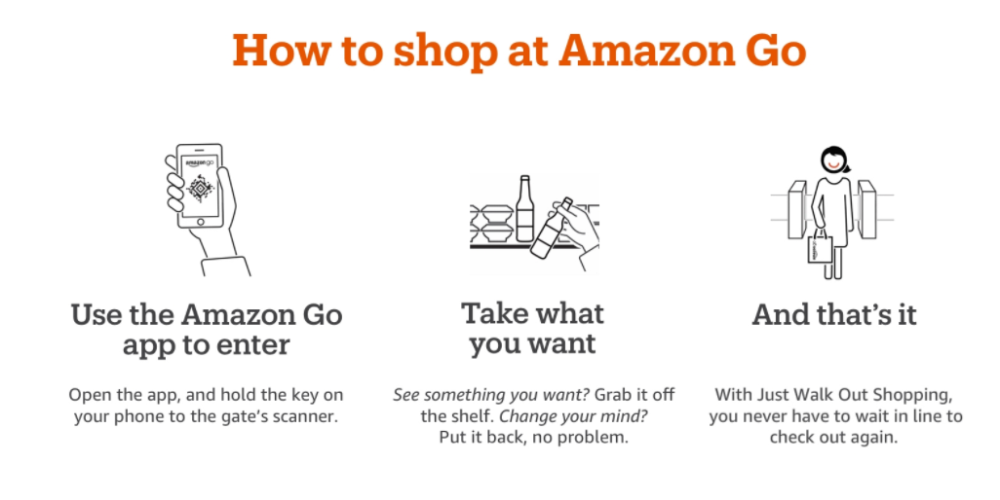 How to shop at Amazon Go
amazon go
Use the Amazon Go
app to enter
Open the app, and hold the key on
your phone to the gate's scanner.
Take what
you want
See something you want? Grab it off
the shelf. Change your mind?
Put it back, no problem.
And that's it
With Just Walk Out Shopping,
you never have to wait in line to
check out again.